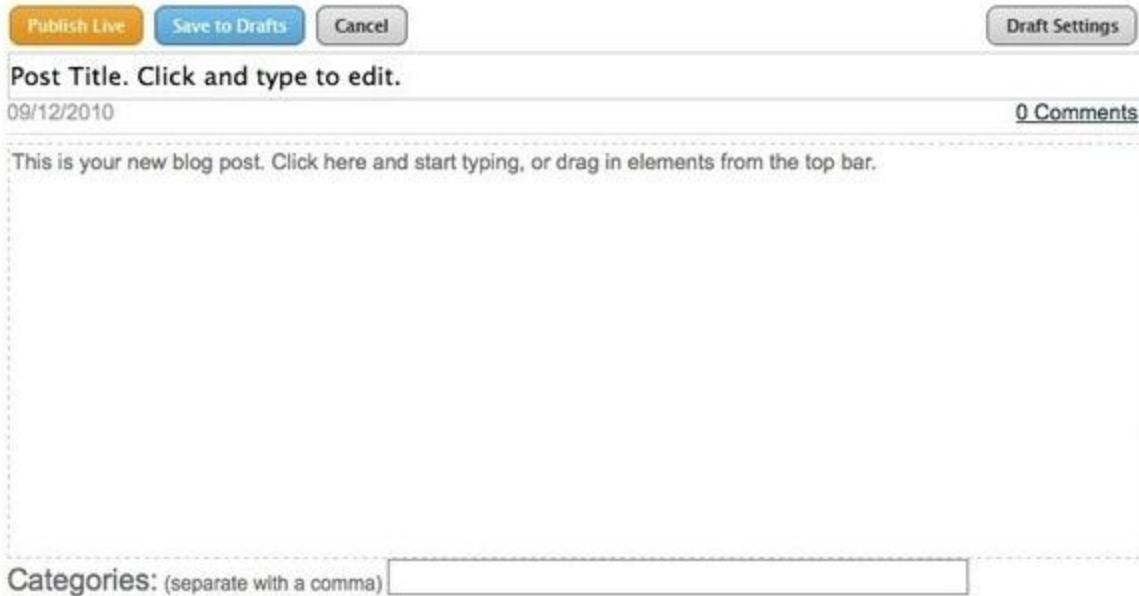 Publish Live Save to Drafts Cancel Draft Settings
Post Title. Click and type to edit.
09/12/2010 0 Comments
This is your new blog post. Click here and start typing, or drag in elements from the top bar.
Categories: (separate with a comma)